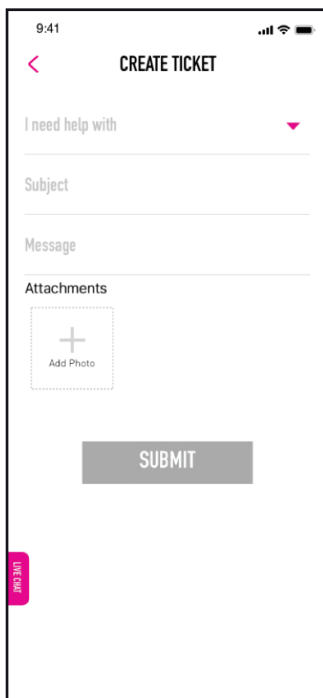 9:41
CREATE TICKET
I need help with
Subject
Message
Attachments
Add Photo
SUBMIT
LIVE CHAT